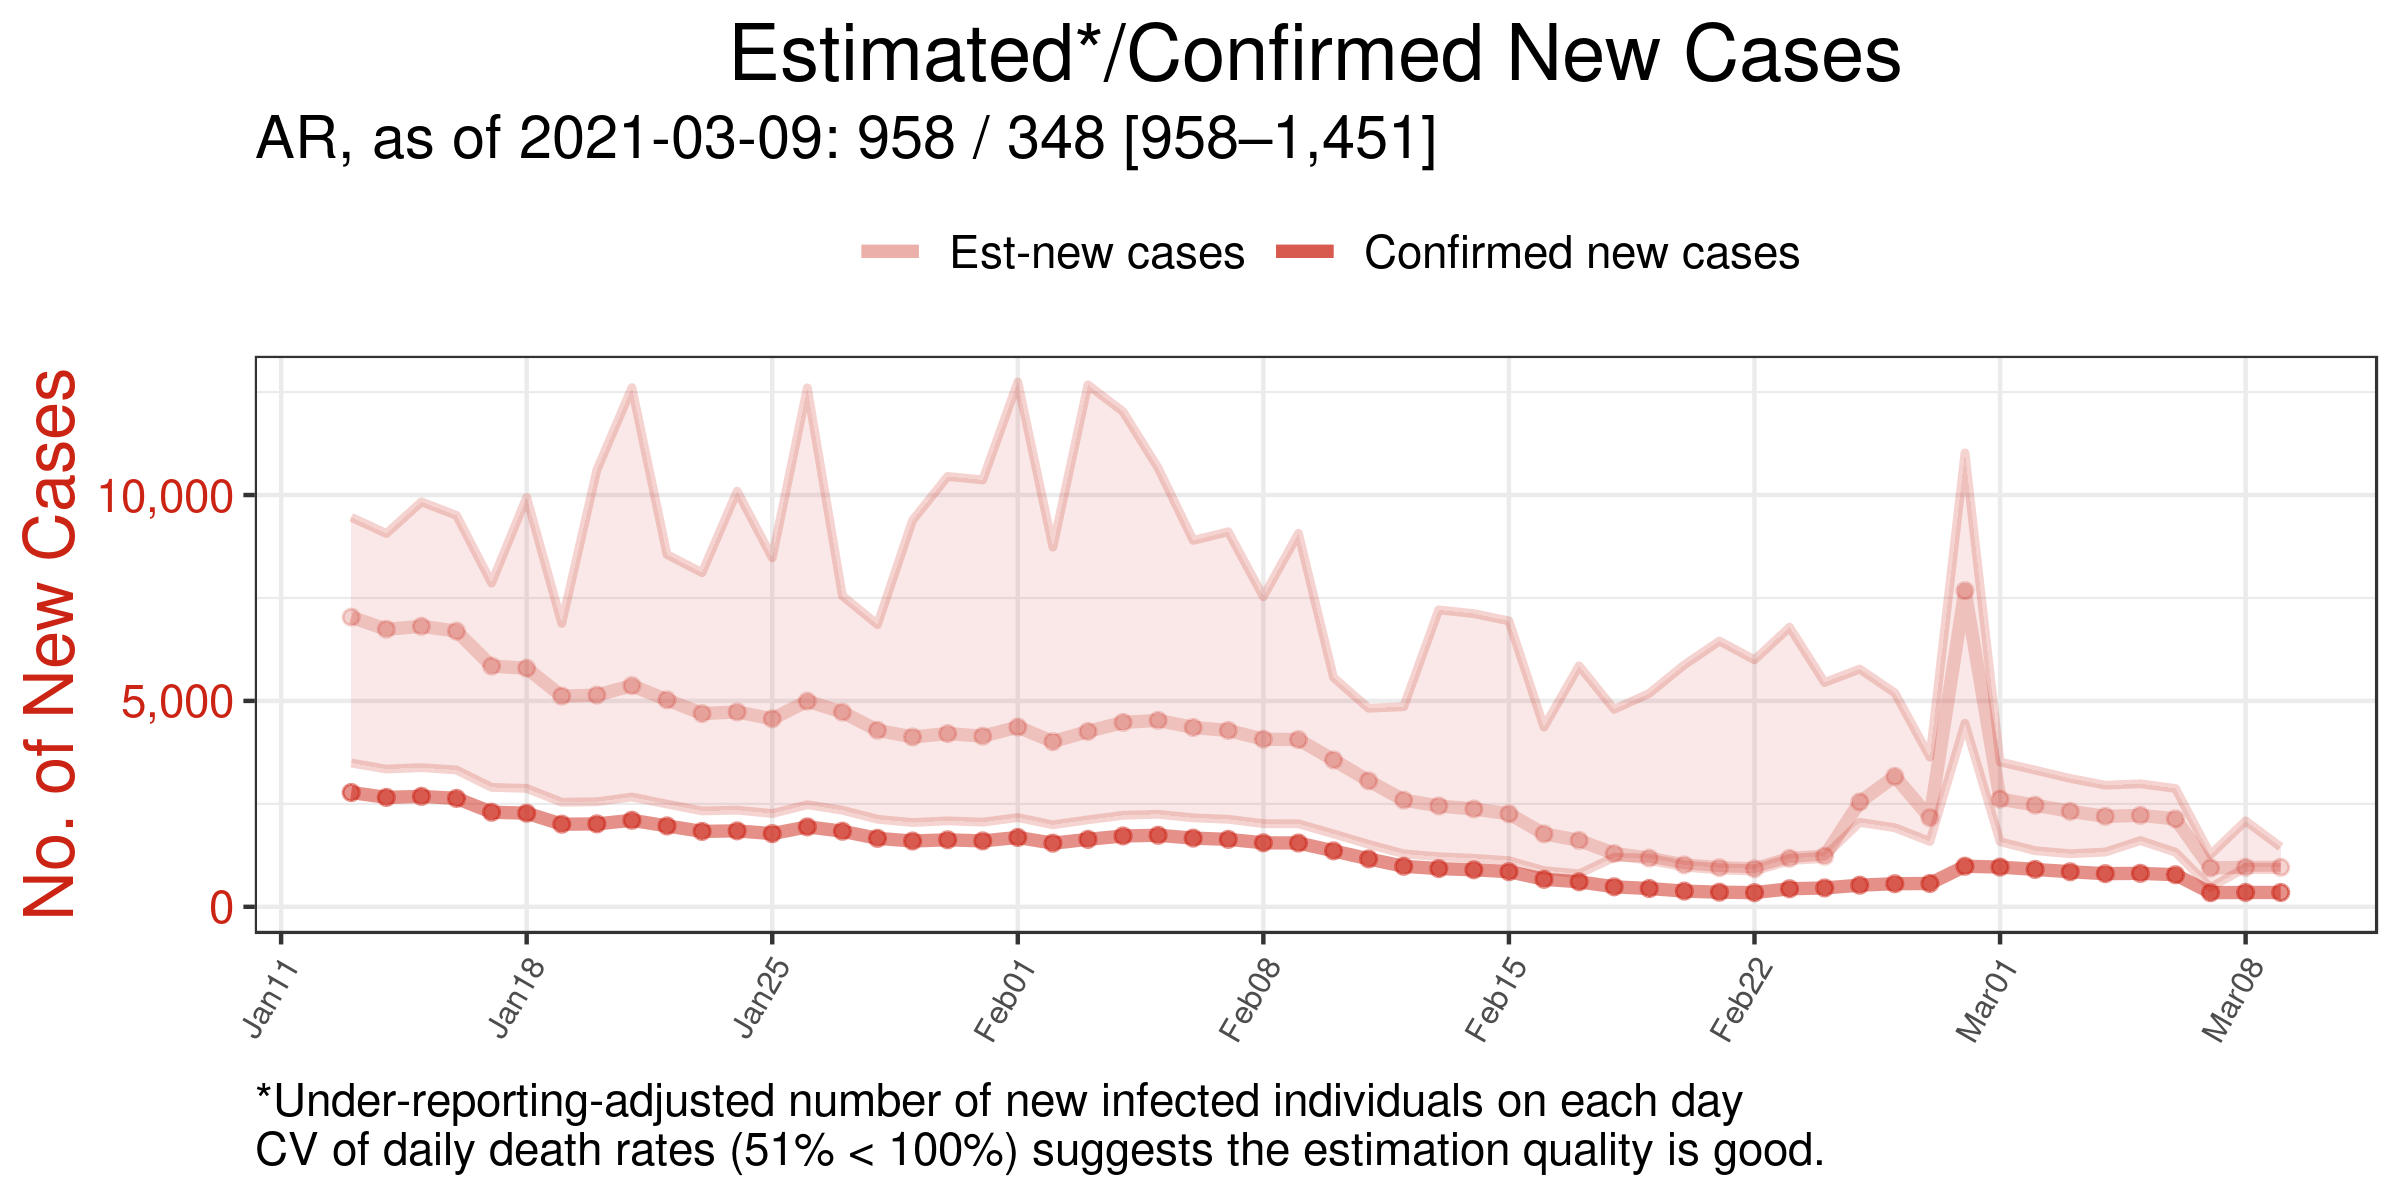 Estimated*/Confirmed New Cases
AR, as of 2021-03-09: 958 / 348 [958–1,451]
Est-new cases
Confirmed new cases
No. of New Cases
10,000
5,000
0
Jan11
Jan18
Jan25
Feb01
Feb08
Feb15
Feb22
Mar01
Mar08
*Under-reporting-adjusted number of new infected individuals on each day
CV of daily death rates (51% < 100%) suggests the estimation quality is good.